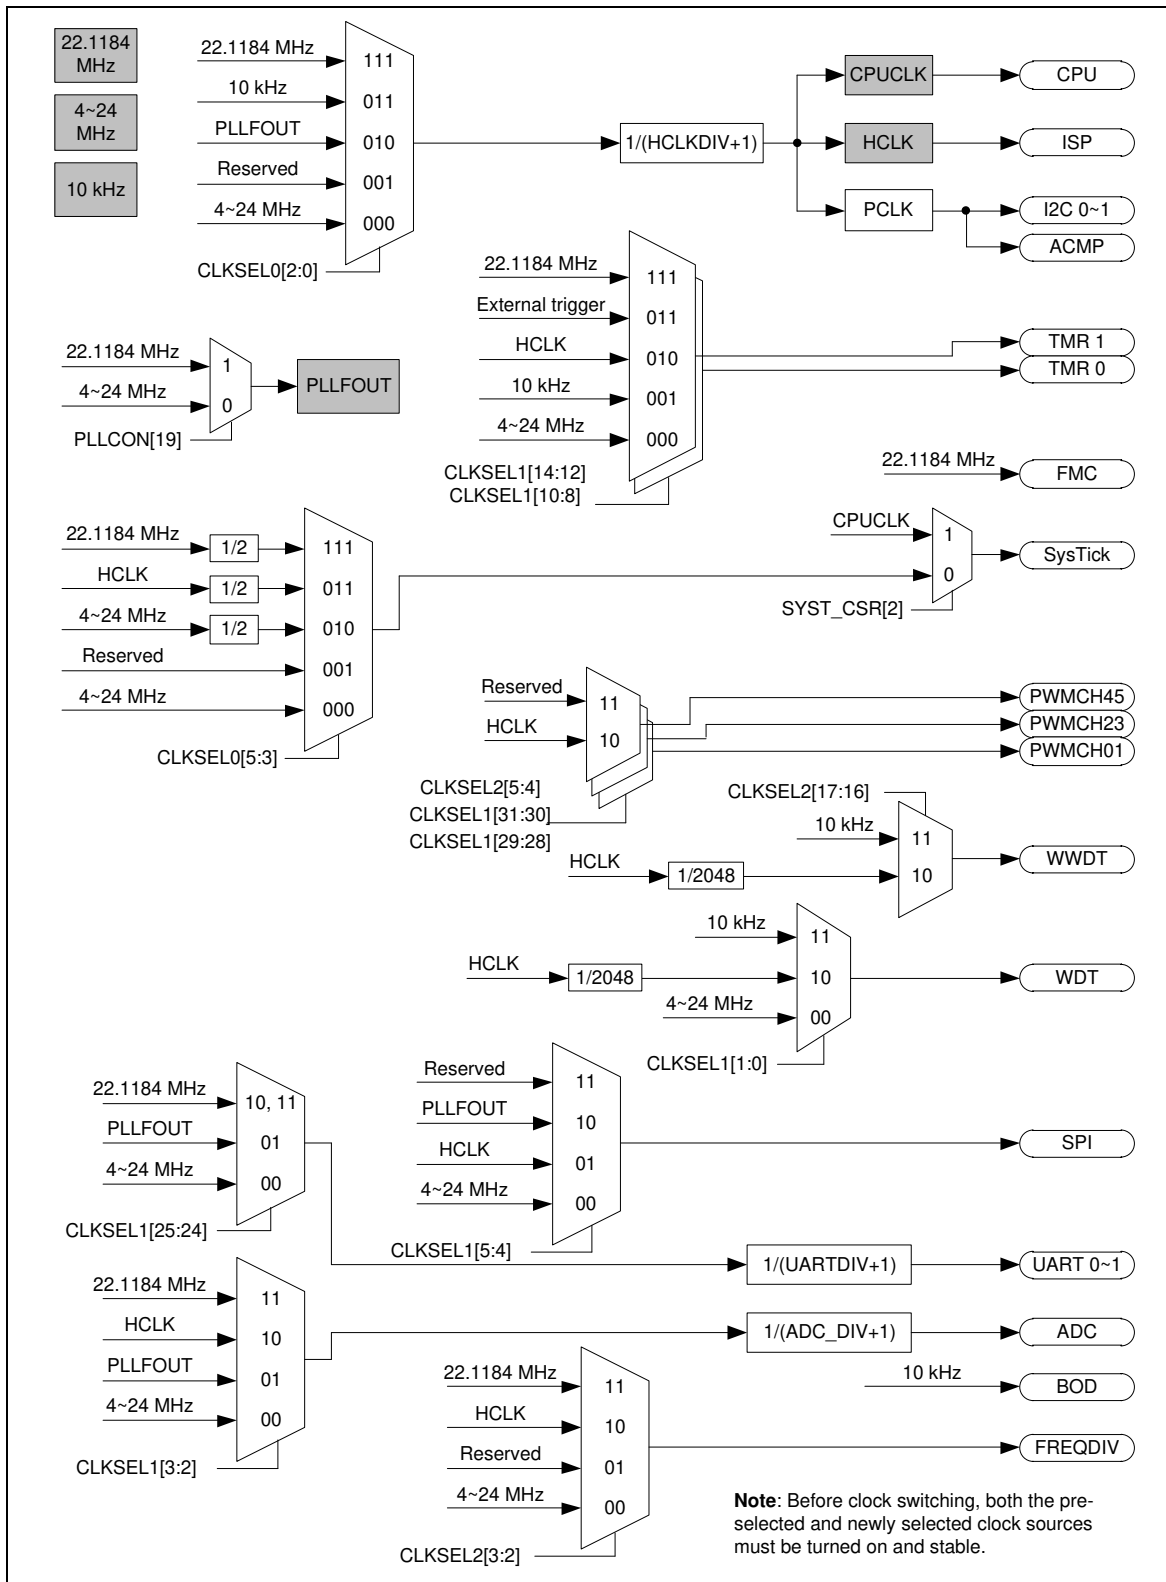 22.1184
MHz
4~24
MHz
10 kHz
22.1184 MHz
10 kHz
PLLFOUT
Reserved
4~24 MHz
111
011
010
001
000
CLKSEL0[2:0]
1/(HCLKDIV+1)
CPUCLK
HCLK
PCLK
CPU
ISP
I2C 0~1
ACMP
22.1184 MHz
External trigger
HCLK
10 kHz
4~24 MHz
111
011
010
001
000
CLKSEL1[14:12]
CLKSEL1[10:8]
TMR 1
TMR 0
22.1184 MHz
4~24 MHz
1
0
PLLCON[19]
PLLFOUT
22.1184 MHz
FMC
22.1184 MHz
HCLK
4~24 MHz
Reserved
4~24 MHz
1/2
1/2
1/2
111
011
010
001
000
CLKSEL0[5:3]
CPUCLK
1
0
SYST_CSR[2]
SysTick
Reserved
HCLK
11
10
CLKSEL2[5:4]
CLKSEL1[31:30]
CLKSEL1[29:28]
PWMCH45
PWMCH23
PWMCH01
CLKSEL2[17:16]
10 kHz
HCLK
1/2048
11
10
WWDT
10 kHz
HCLK
1/2048
4~24 MHz
11
10
00
CLKSEL1[1:0]
WDT
22.1184 MHz
PLLFOUT
4~24 MHz
10, 11
01
00
CLKSEL1[25:24]
Reserved
PLLFOUT
HCLK
4~24 MHz
11
10
01
00
CLKSEL1[5:4]
SPI
1/(UARTDIV+1)
UART 0~1
22.1184 MHz
HCLK
PLLFOUT
4~24 MHz
11
10
01
00
CLKSEL1[3:2]
1/(ADC_DIV+1)
ADC
10 kHz
BOD
22.1184 MHz
HCLK
Reserved
4~24 MHz
11
10
01
00
CLKSEL2[3:2]
FREQDIV
Note: Before clock switching, both the pre-
selected and newly selected clock sources
must be turned on and stable.